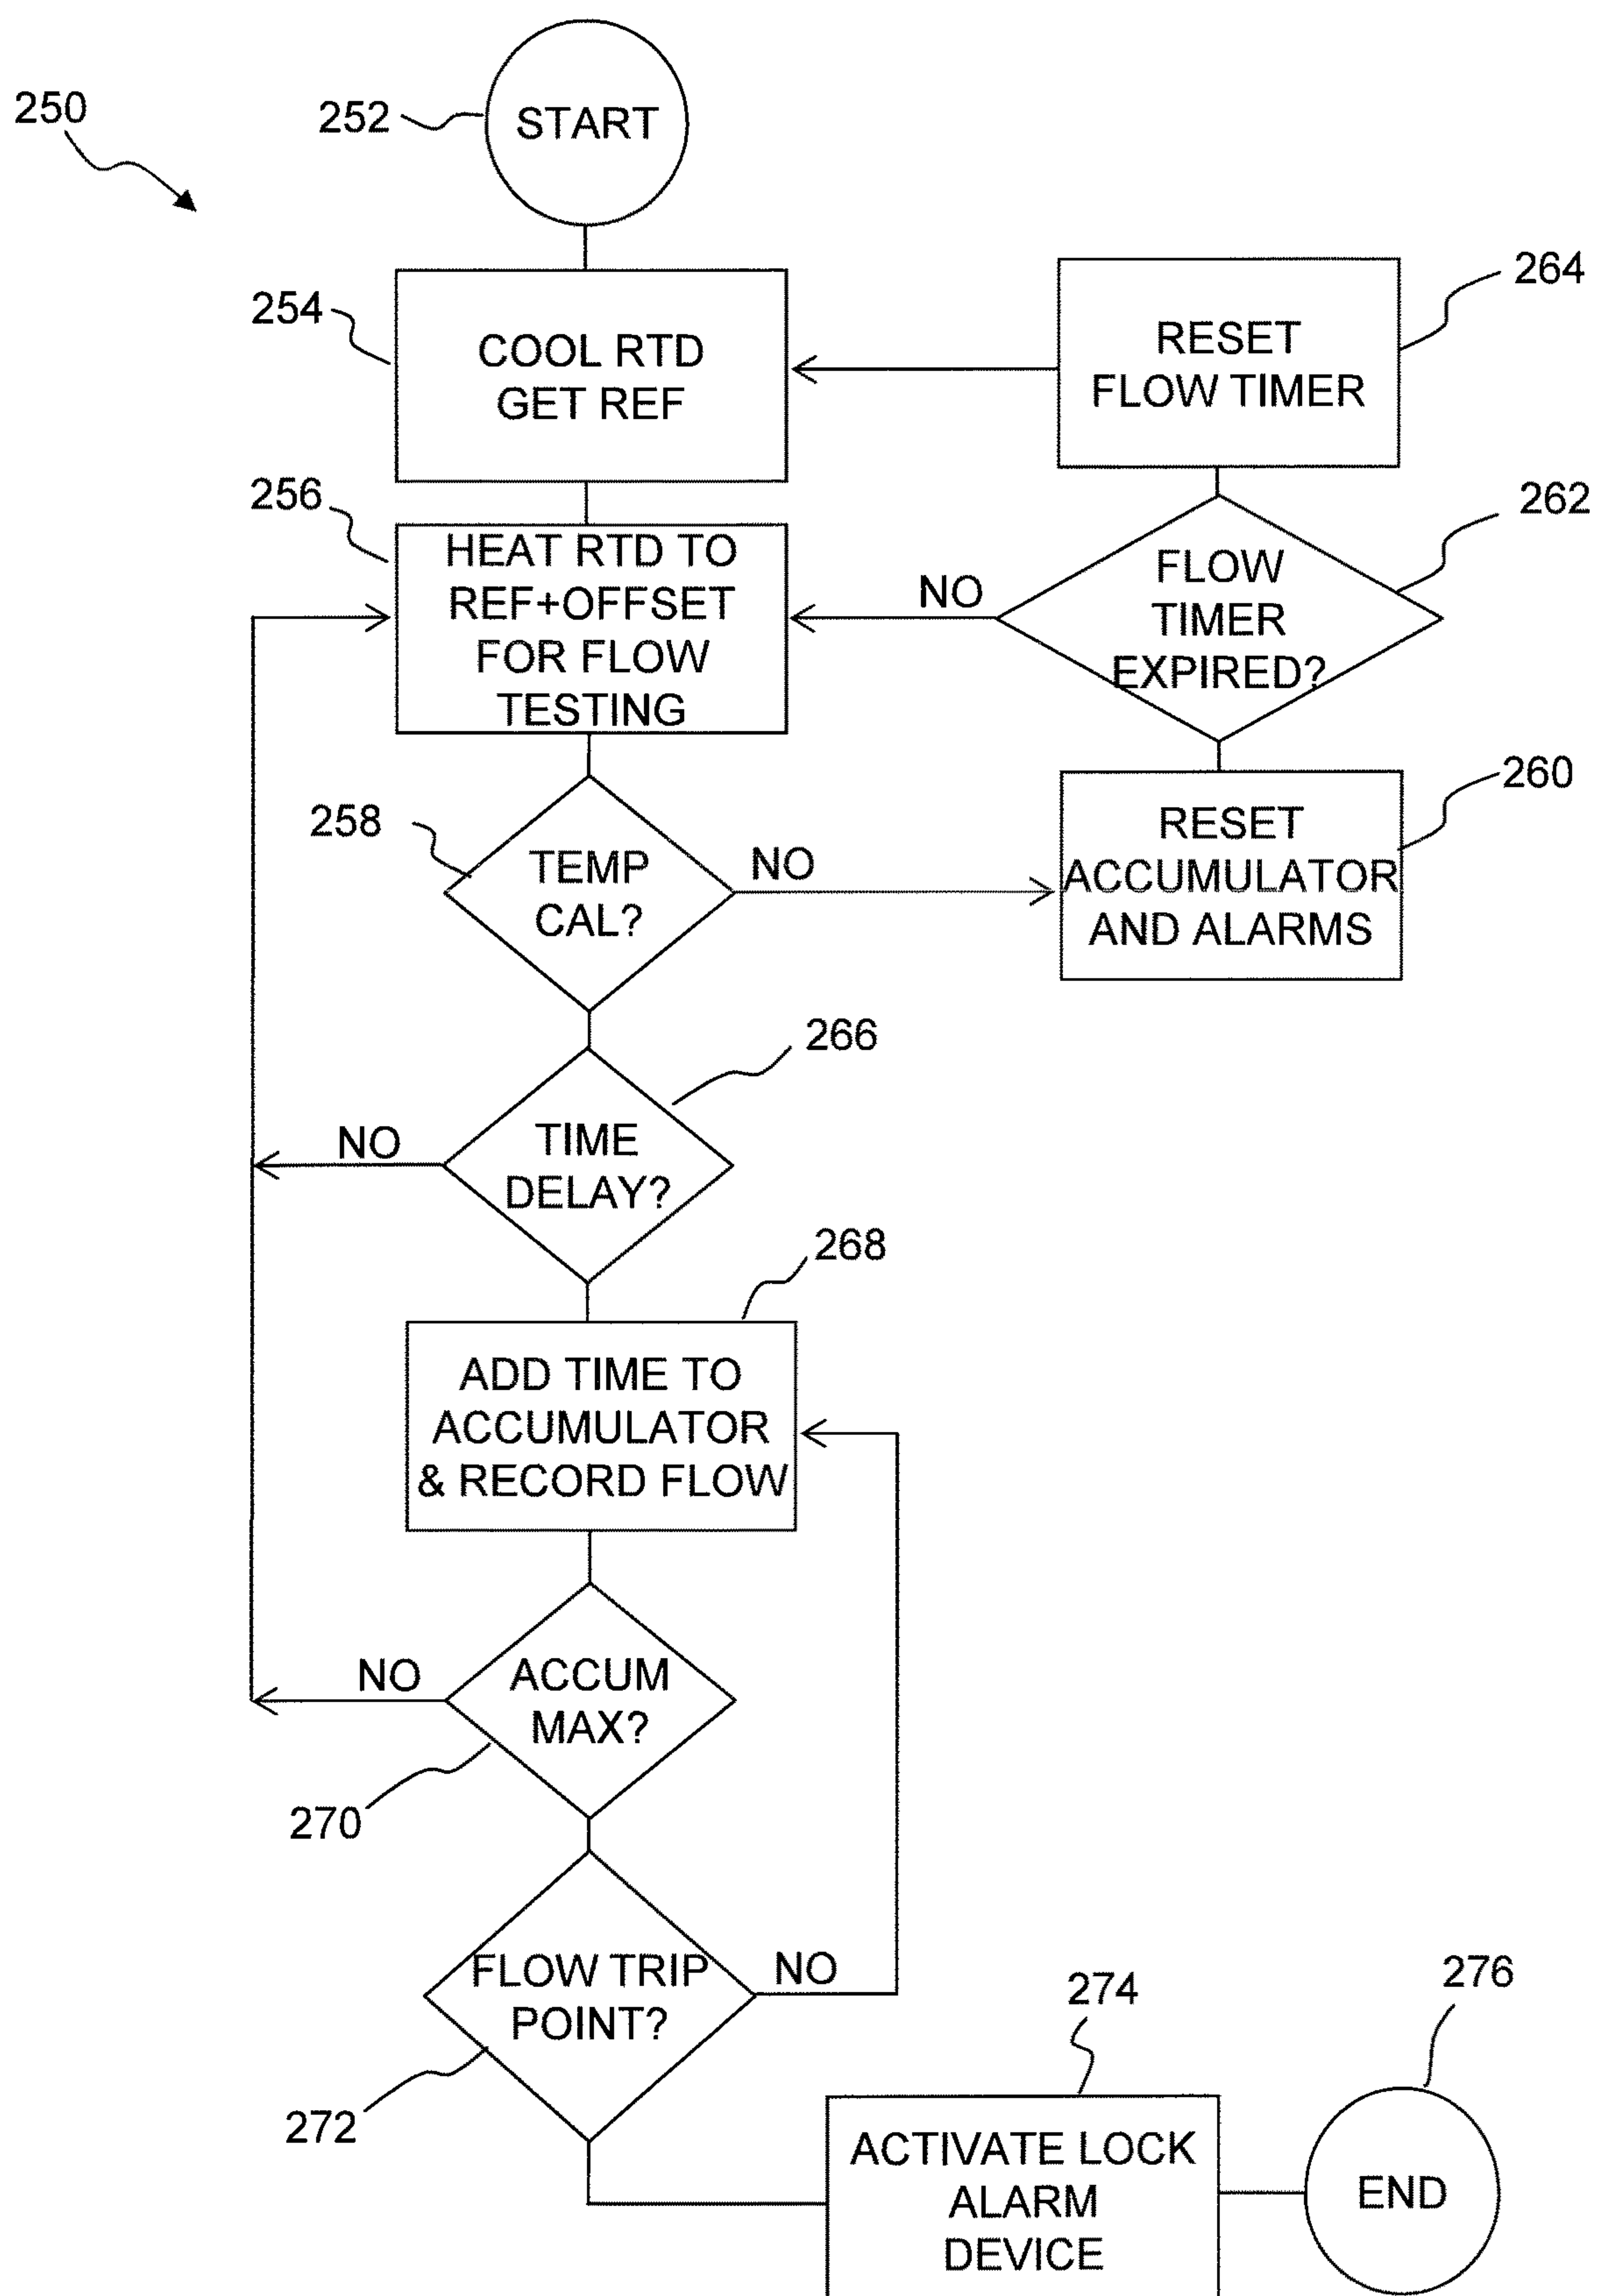 250
252
START
254
COOL RTD
GET REF
264
RESET
FLOW TIMER
256
HEAT RTD TO
REF+OFFSET
FOR FLOW
TESTING
NO
262
FLOW
TIMER
EXPIRED?
258
TEMP
CAL?
NO
260
RESET
ACCUMULATOR
AND ALARMS
266
NO
TIME
DELAY?
268
ADD TIME TO
ACCUMULATOR
& RECORD FLOW
NO
ACCUM
MAX?
270
FLOW TRIP
POINT?
NO
272
274
276
ACTIVATE LOCK
ALARM
DEVICE
END